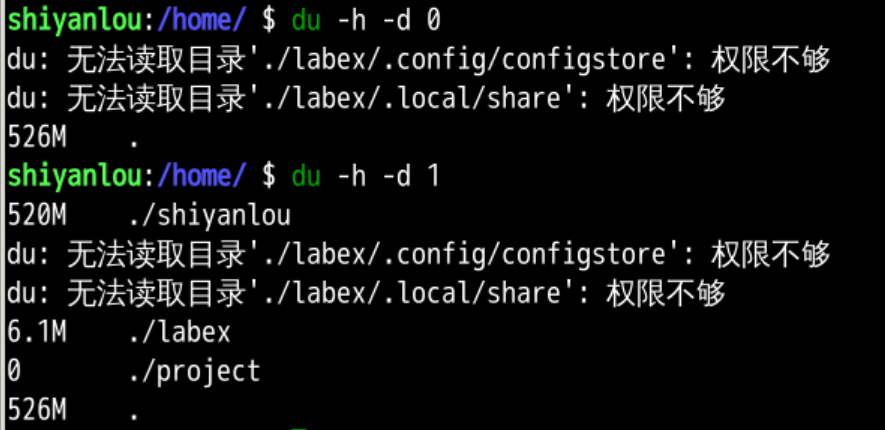 shiyanlou:/home/ $ du -h -d 0
du: 无法读取目录'./labex/.config/configstore': 权限不够
du: 无法读取目录'./labex/.local/share': 权限不够
526M    .
shiyanlou:/home/ $ du -h -d 1
520M    ./shiyanlou
du: 无法读取目录'./labex/.config/configstore': 权限不够
du: 无法读取目录'./labex/.local/share': 权限不够
6.1M    ./labex
0       ./project
526M    .